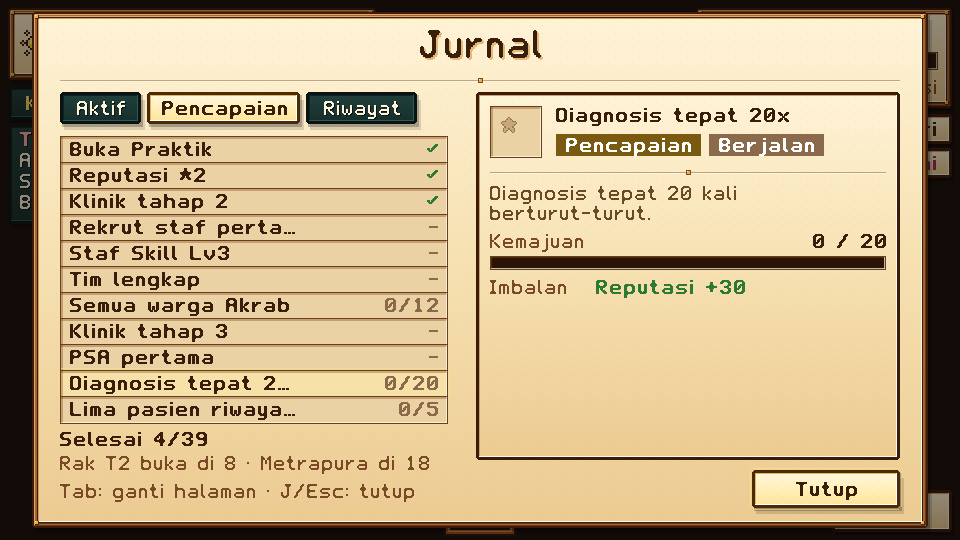 Jurnal
Aktif
Pencapaian
Riwayat
Buka Praktik ✓
Reputasi ★2 ✓
Klinik tahap 2 ✓
Rekrut staf perta… –
Staf Skill Lv3 –
Tim lengkap –
Semua warga Akrab 0/12
Klinik tahap 3 –
PSA pertama –
Diagnosis tepat 2… 0/20
Lima pasien riwaya… 0/5
Selesai 4/39
Rak T2 buka di 8 · Metrapura di 18
Tab: ganti halaman · J/Esc: tutup
Diagnosis tepat 20x
Pencapaian
Berjalan
Diagnosis tepat 20 kali
berturut-turut.
Kemajuan 0 / 20
Imbalan Reputasi +30
Tutup